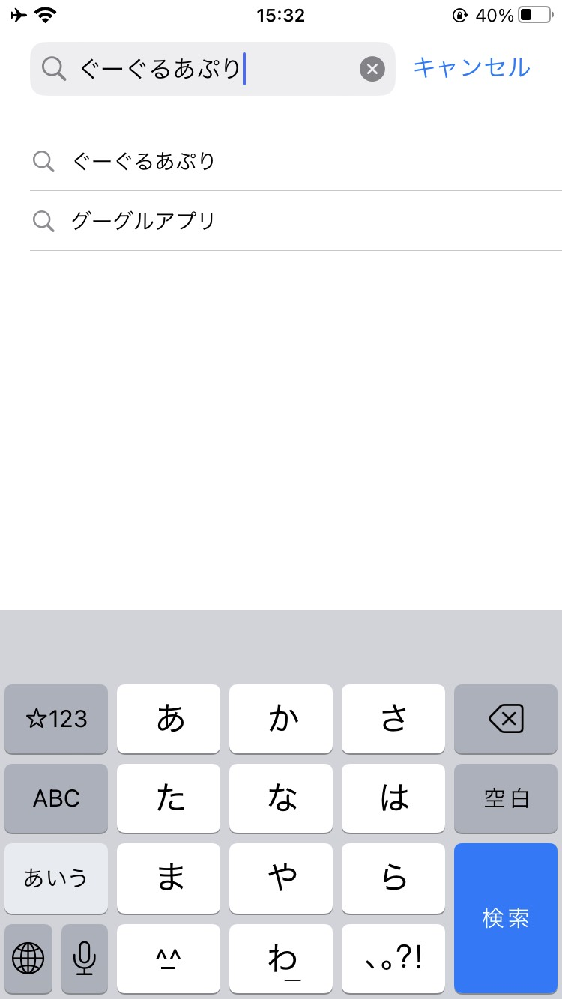 15:32 40%
ぐーぐるあぷり キャンセル
ぐーぐるあぷり
グーグルアプリ
☆123 あ か さ
ABC た な は 空白
あいう ま や ら 検索
^_^ わ_ 、。?!